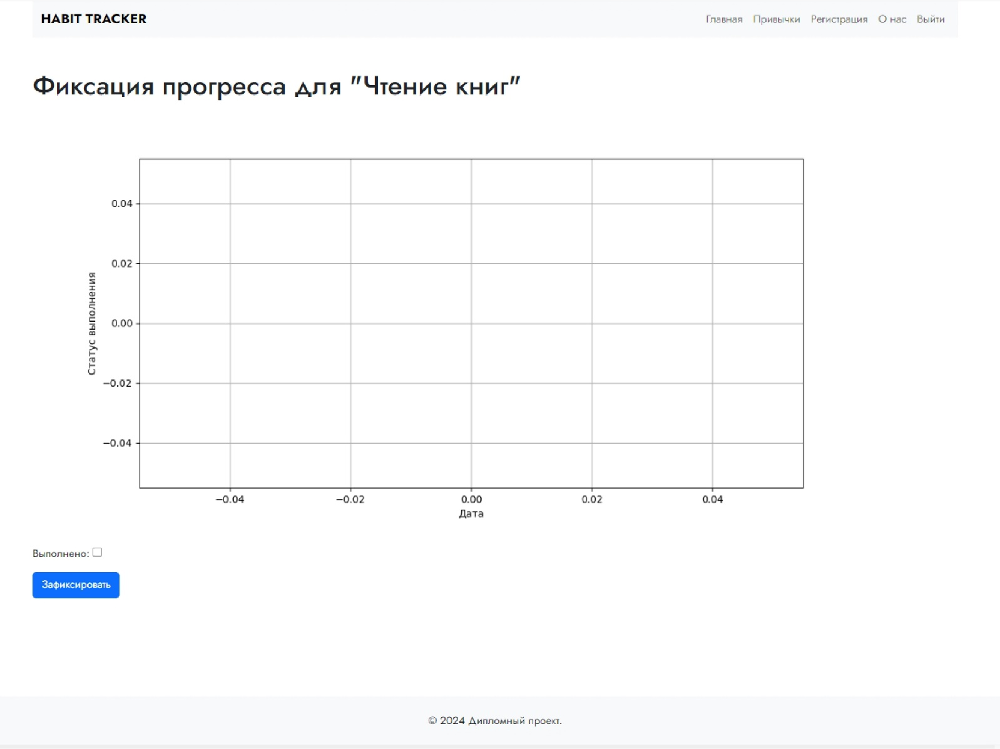 HABIT TRACKER
Главная Привычки Регистрация О нас Выйти
Фиксация прогресса для "Чтение книг"
0.04
0.02
0.00
−0.02
−0.04
Статус выполнения
−0.04 −0.02 0.00 0.02 0.04
Дата
Выполнено:
Зафиксировать
© 2024 Дипломный проект.